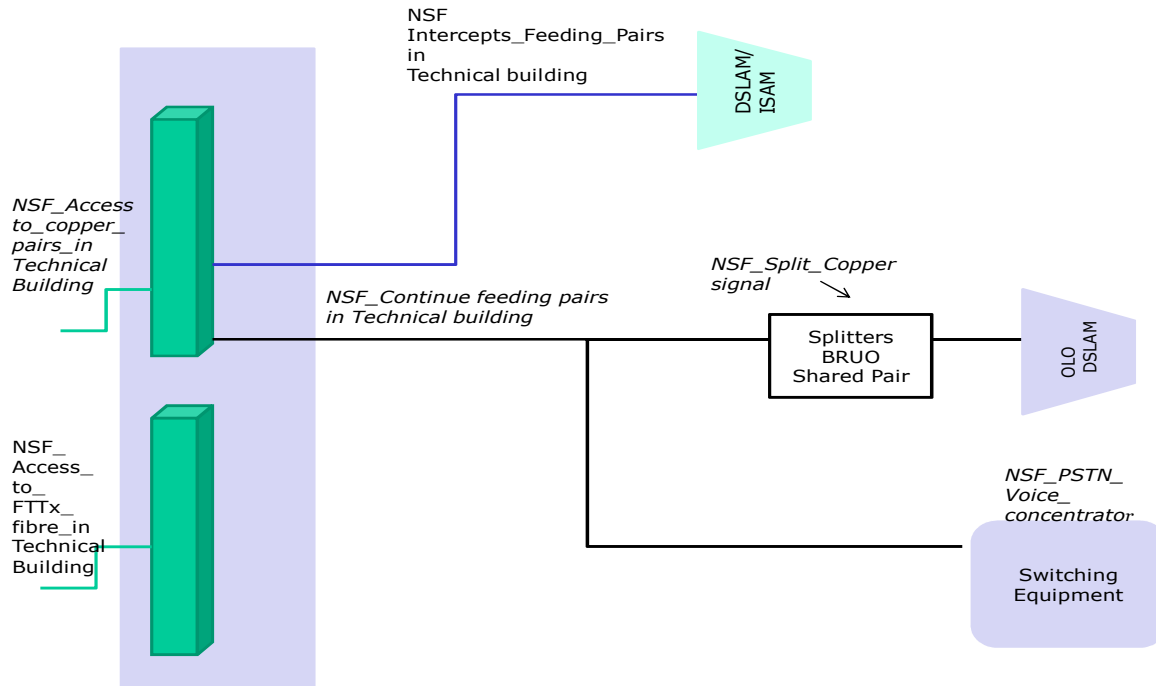 NSF
Intercepts_Feeding_Pairs
in
Technical building
DSLAM/
ISAM
NSF_Access
to_copper_
pairs_in
Technical
Building
NSF_Continue feeding pairs
in Technical building
NSF_Split_Copper
signal
Splitters
BRUO
Shared Pair
OLO
DSLAM
NSF_
Access_
to_
FTTx_
fibre_in
Technical
Building
NSF_PSTN_
Voice_
concentrator
Switching
Equipment